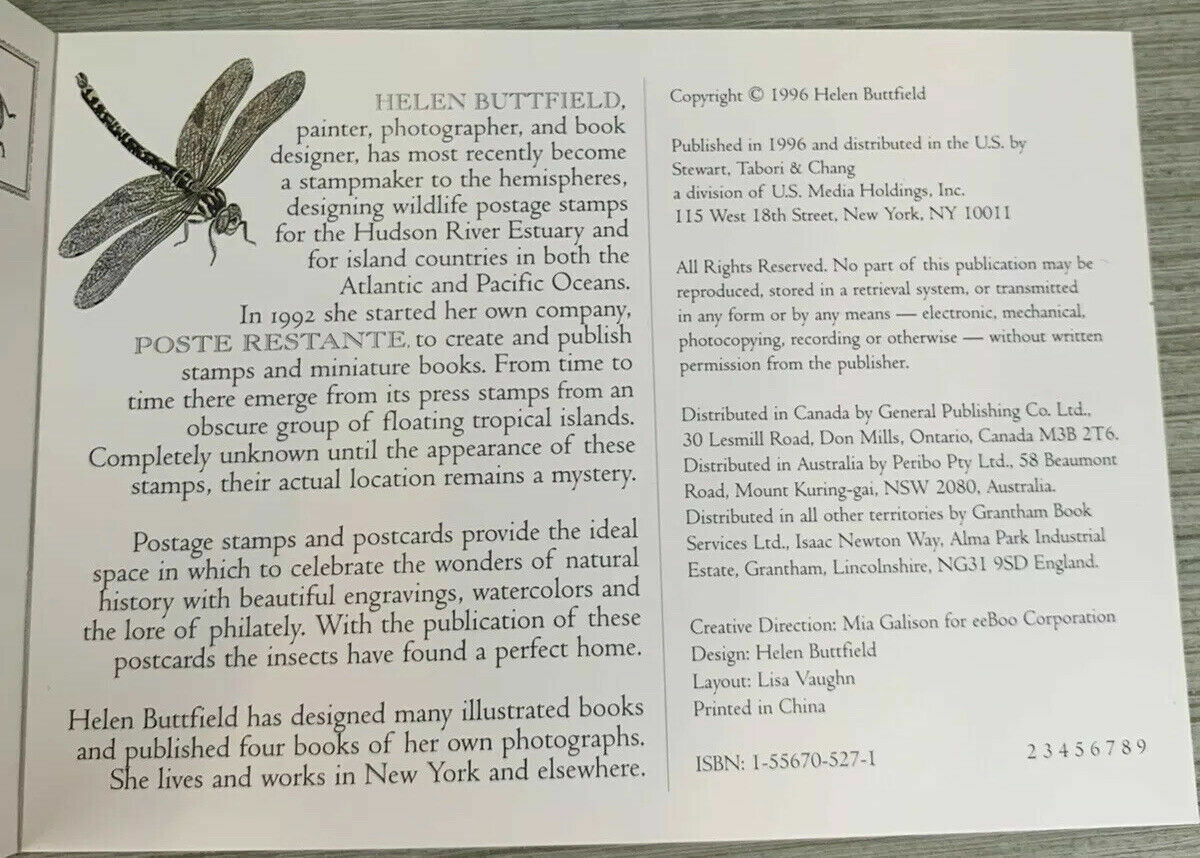 HELEN BUTTFIELD,
painter, photographer, and book
designer, has most recently become
a stampmaker to the hemispheres,
designing wildlife postage stamps
for the Hudson River Estuary and
for island countries in both the
Atlantic and Pacific Oceans.
In 1992 she started her own company,
POSTE RESTANTE, to create and publish
stamps and miniature books. From time to
time there emerge from its press stamps from an
obscure group of floating tropical islands.
Completely unknown until the appearance of these
stamps, their actual location remains a mystery.
Postage stamps and postcards provide the ideal
space in which to celebrate the wonders of natural
history with beautiful engravings, watercolors and
the lore of philately. With the publication of these
postcards the insects have found a perfect home.
Helen Buttfield has designed many illustrated books
and published four books of her own photographs.
She lives and works in New York and elsewhere.
Copyright © 1996 Helen Buttfield
Published in 1996 and distributed in the U.S. by
Stewart, Tabori & Chang
a division of U.S. Media Holdings, Inc.
115 West 18th Street, New York, NY 10011
All Rights Reserved. No part of this publication may be
reproduced, stored in a retrieval system, or transmitted
in any form or by any means — electronic, mechanical,
photocopying, recording or otherwise — without written
permission from the publisher.
Distributed in Canada by General Publishing Co. Ltd.,
30 Lesmill Road, Don Mills, Ontario, Canada M3B 2T6.
Distributed in Australia by Peribo Pty Ltd., 58 Beaumont
Road, Mount Kuring-gai, NSW 2080, Australia.
Distributed in all other territories by Grantham Book
Services Ltd., Isaac Newton Way, Alma Park Industrial
Estate, Grantham, Lincolnshire, NG31 9SD England.
Creative Direction: Mia Galison for eeBoo Corporation
Design: Helen Buttfield
Layout: Lisa Vaughn
Printed in China
ISBN: 1-55670-527-1
2 3 4 5 6 7 8 9